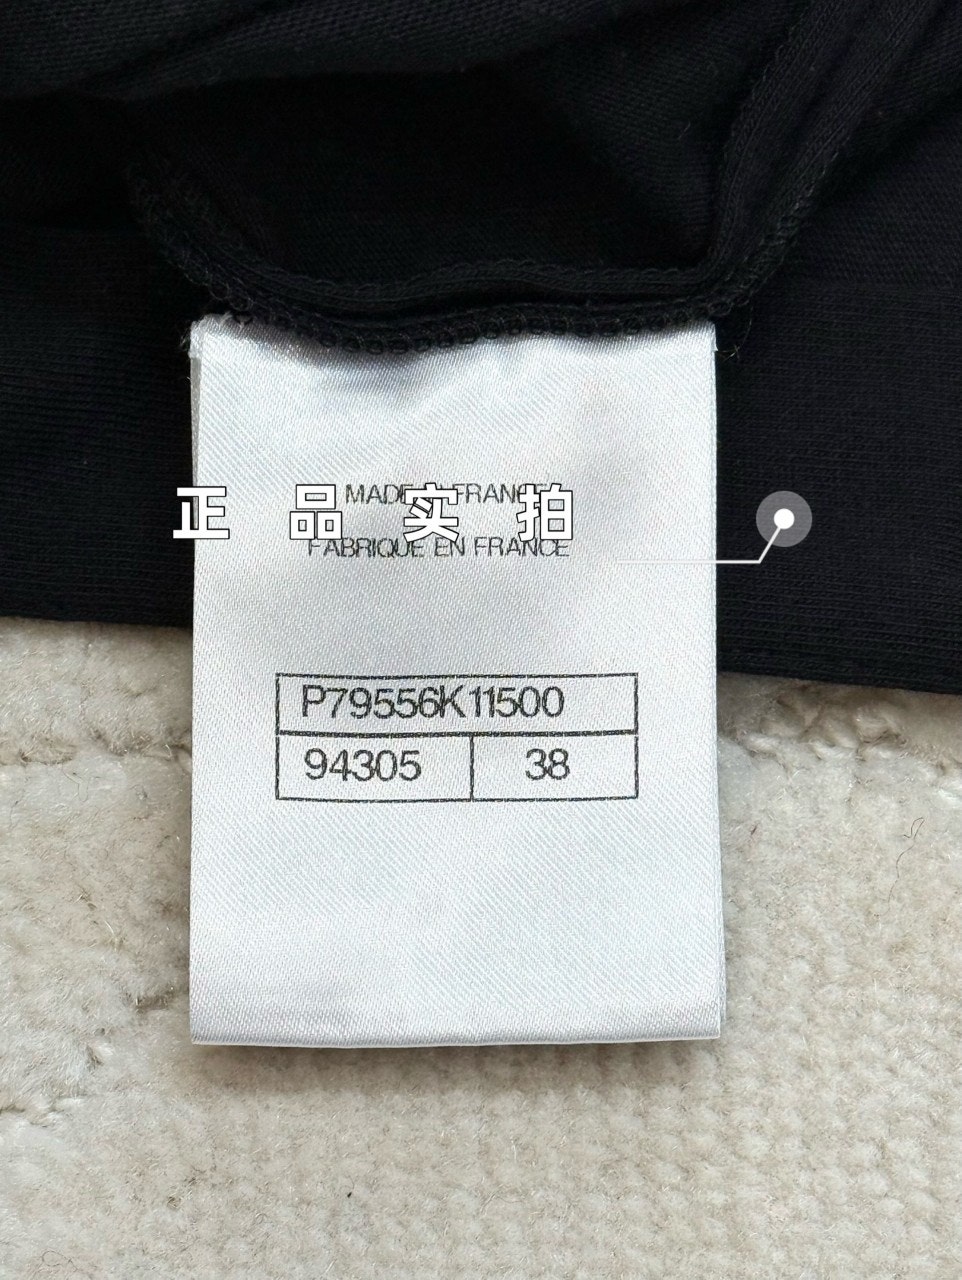 MADE IN FRANCE
正品实拍
FABRIQUE EN FRANCE
P79556K11500
94305 38